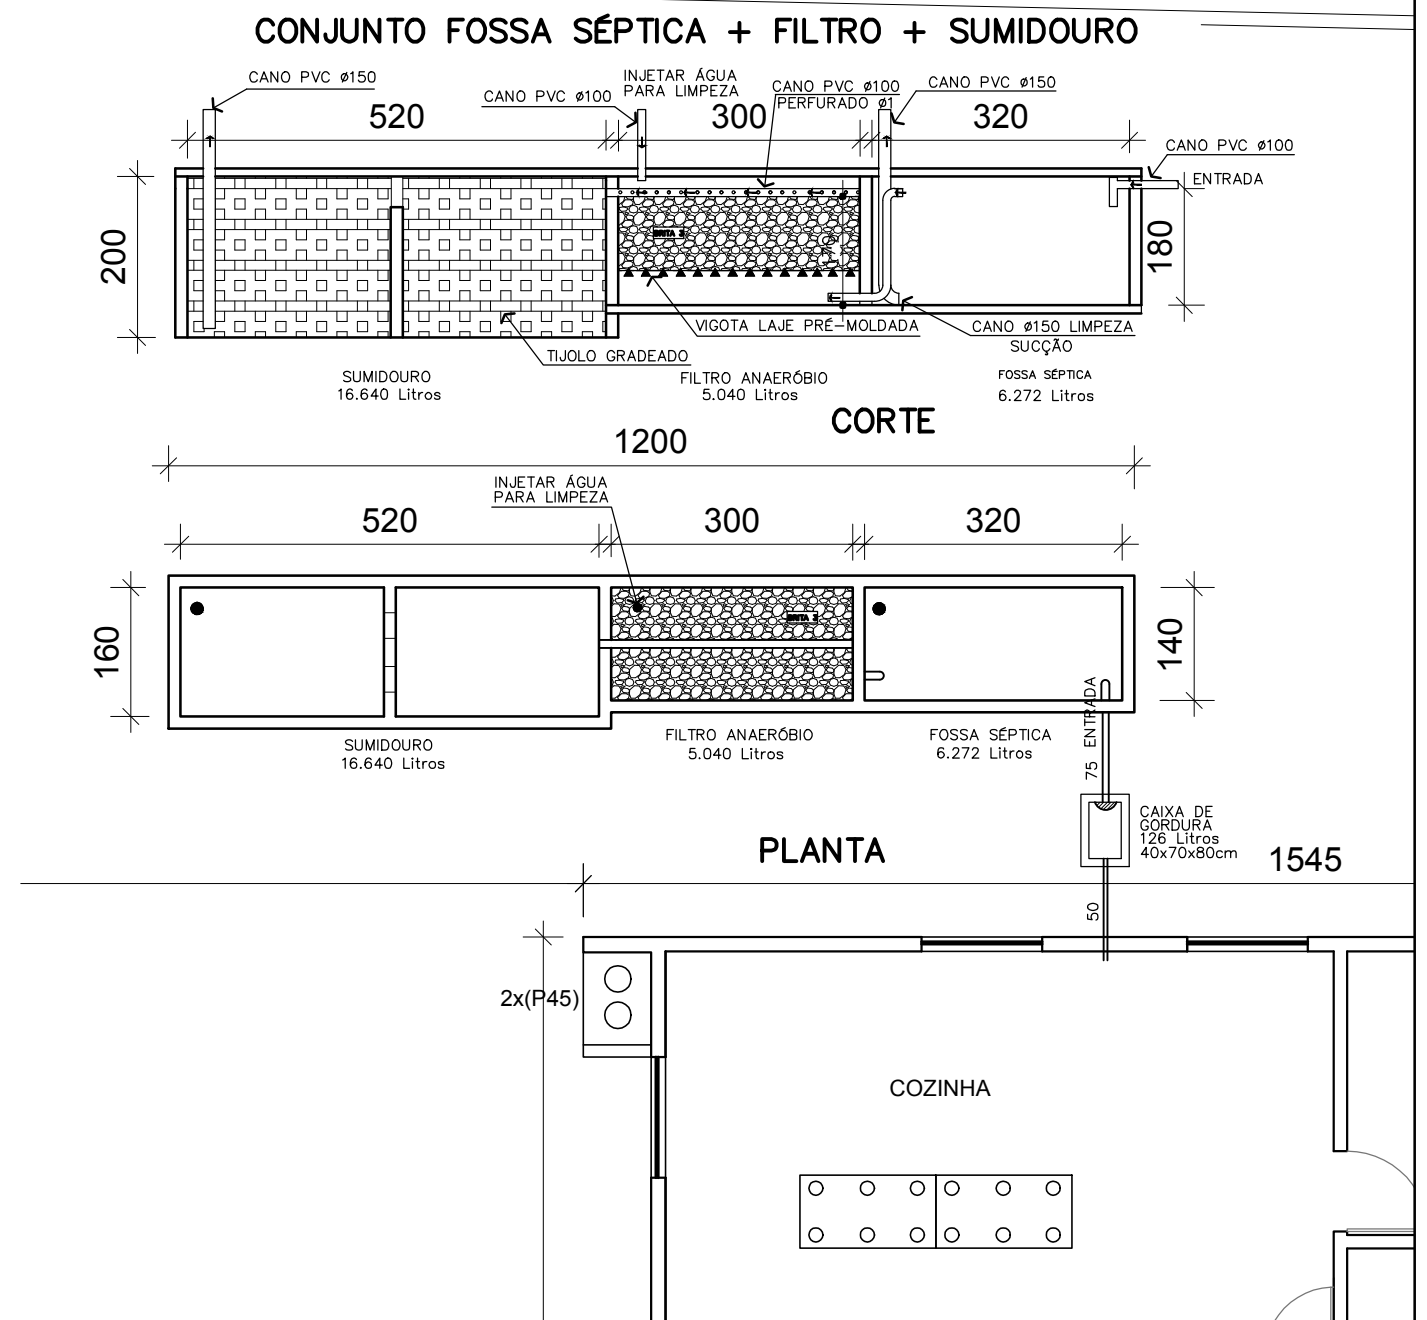 CONJUNTO FOSSA SÉPTICA + FILTRO + SUMIDOURO
CANO PVC ø150
CANO PVC ø100
INJETAR ÁGUA
PARA LIMPEZA
CANO PVC ø100
PERFURADO ø1
CANO PVC ø150
520
300
320
CANO PVC ø100
ENTRADA
200
BRITA 3
180
VIGOTA LAJE PRÉ-MOLDADA
CANO ø150 LIMPEZA
SUCÇÃO
TIJOLO GRADEADO
SUMIDOURO
16.640 Litros
FILTRO ANAERÓBIO
5.040 Litros
FOSSA SÉPTICA
6.272 Litros
CORTE
1200
INJETAR ÁGUA
PARA LIMPEZA
520
300
320
160
BRITA 3
140
SUMIDOURO
16.640 Litros
FILTRO ANAERÓBIO
5.040 Litros
FOSSA SÉPTICA
6.272 Litros
75 ENTRADA
CAIXA DE
GORDURA
126 Litros
40x70x80cm
PLANTA
1545
50
2x(P45)
COZINHA